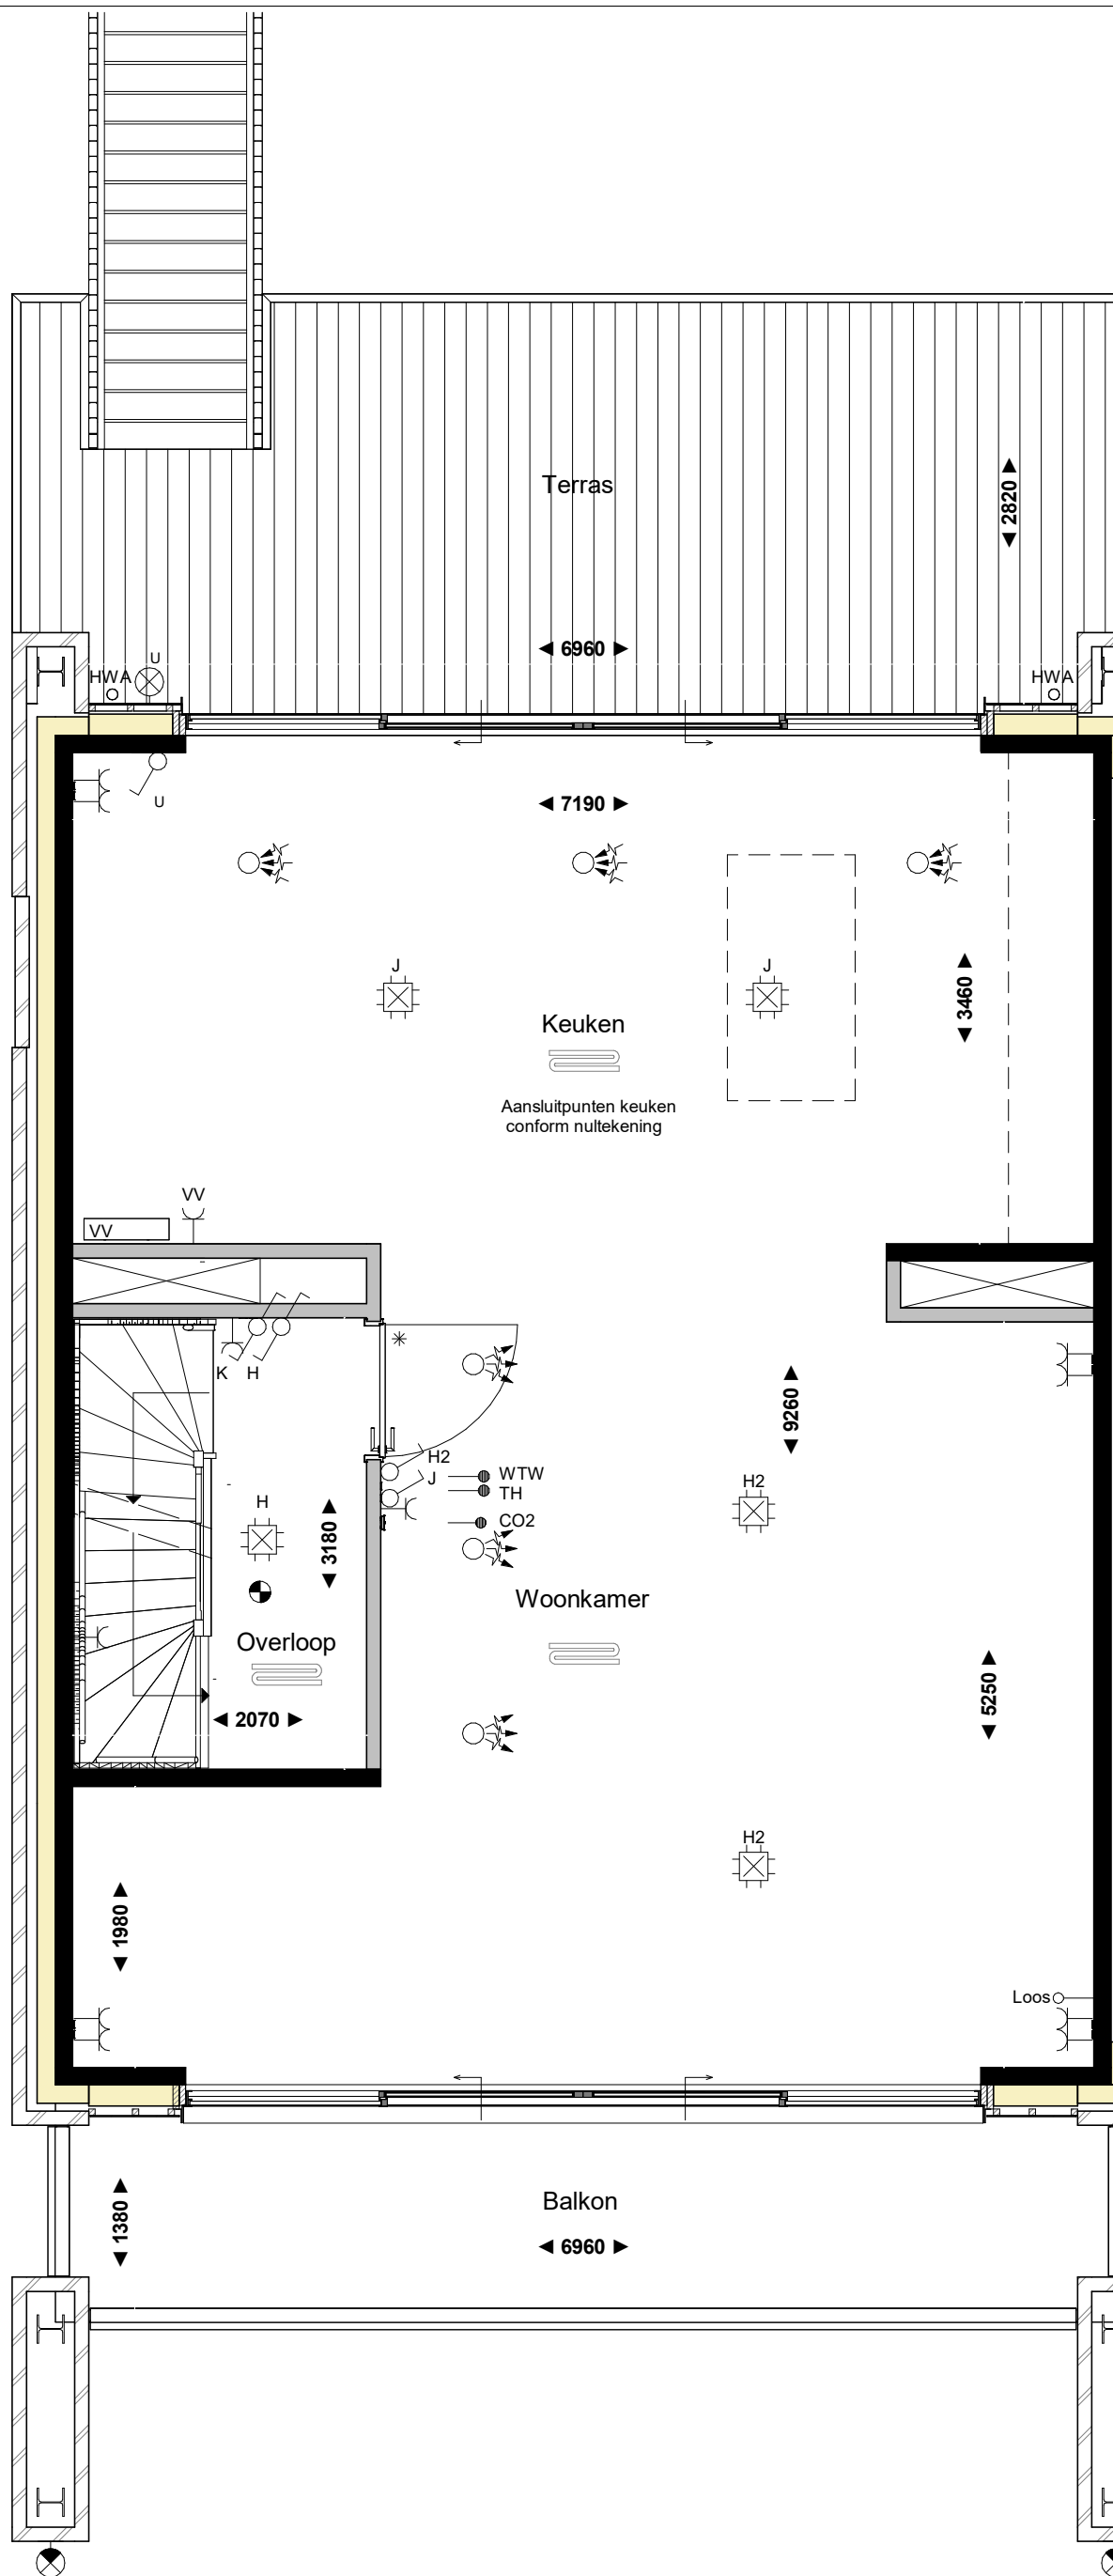 Terras
2820
6960
U
HWA
HWA
U
7190
J
J
3460
Keuken
Aansluitpunten keuken
conform nultekening
VV
VV
K
H
9260
H2
J
WTW
TH
CO2
H2
H
3180
Woonkamer
Overloop
5250
2070
H2
1980
Loos
Balkon
1380
6960